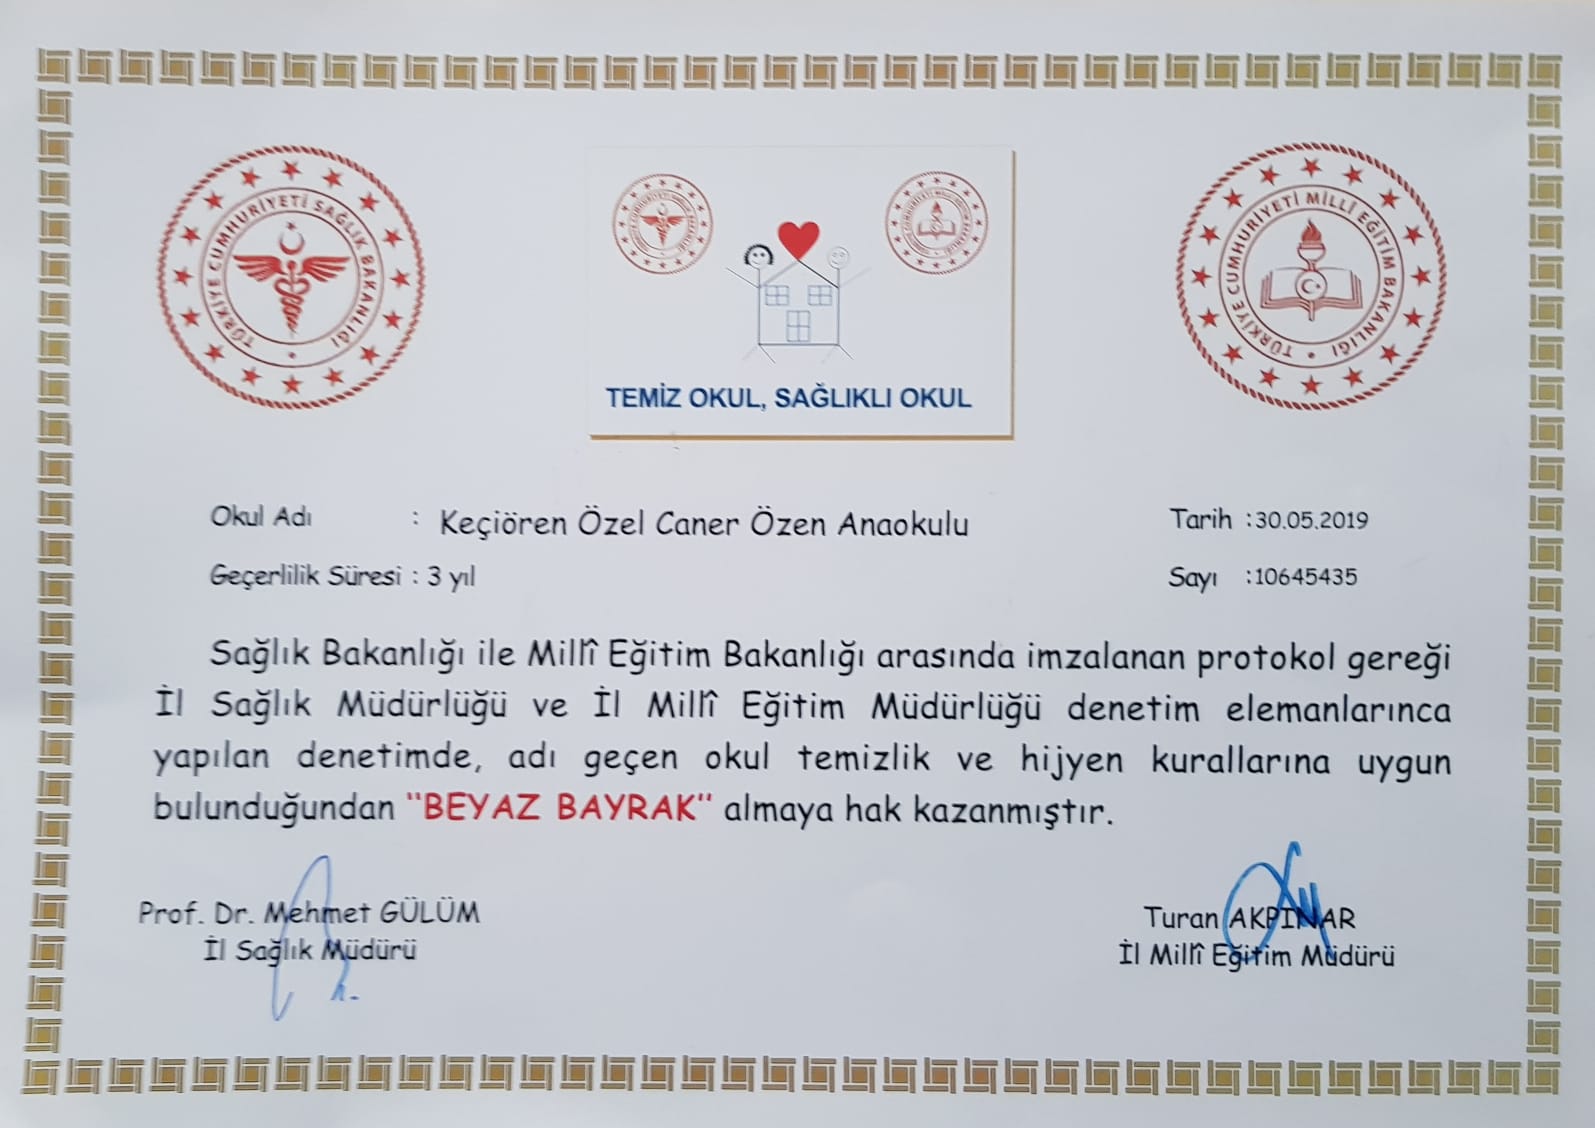 TÜRKİYE CUMHURİYETİ SAĞLIK BAKANLIĞI
TEMİZ OKUL, SAĞLIKLI OKUL
TÜRKİYE CUMHURİYETİ MİLLÎ EĞİTİM BAKANLIĞI
Okul Adı : Keçiören Özel Caner Özen Anaokulu
Tarih :30.05.2019
Geçerlilik Süresi : 3 yıl
Sayı :10645435
Sağlık Bakanlığı ile Millî Eğitim Bakanlığı arasında imzalanan protokol gereği
İl Sağlık Müdürlüğü ve İl Millî Eğitim Müdürlüğü denetim elemanlarınca
yapılan denetimde, adı geçen okul temizlik ve hijyen kurallarına uygun
bulunduğundan "BEYAZ BAYRAK" almaya hak kazanmıştır.
Prof. Dr. Mehmet GÜLÜM
İl Sağlık Müdürü
Turan AKPINAR
İl Millî Eğitim Müdürü